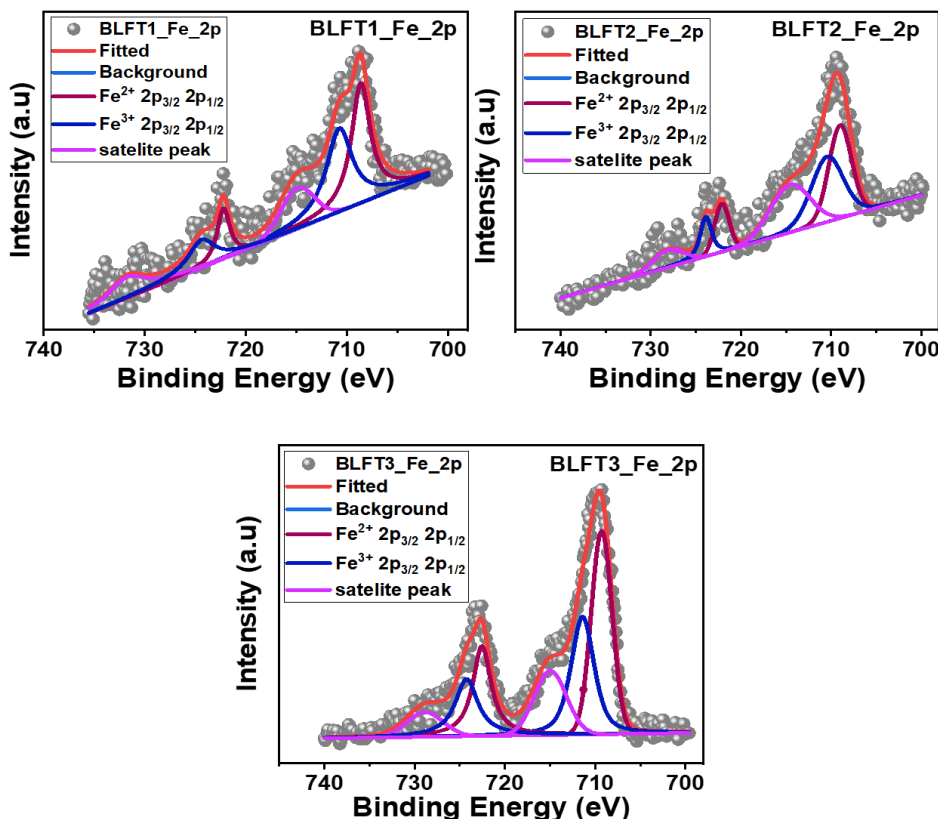 BLFT1_Fe_2p
Fitted
Background
Fe²⁺ 2p₃/₂ 2p₁/₂
Fe³⁺ 2p₃/₂ 2p₁/₂
satelite peak
BLFT1_Fe_2p
Intensity (a.u)
740 730 720 710 700
Binding Energy (eV)
BLFT2_Fe_2p
Fitted
Background
Fe²⁺ 2p₃/₂ 2p₁/₂
Fe³⁺ 2p₃/₂ 2p₁/₂
satelite peak
BLFT2_Fe_2p
Intensity (a.u)
740 730 720 710 700
Binding Energy (eV)
BLFT3_Fe_2p
Fitted
Background
Fe²⁺ 2p₃/₂ 2p₁/₂
Fe³⁺ 2p₃/₂ 2p₁/₂
satelite peak
BLFT3_Fe_2p
Intensity (a.u)
740 730 720 710 700
Binding Energy (eV)